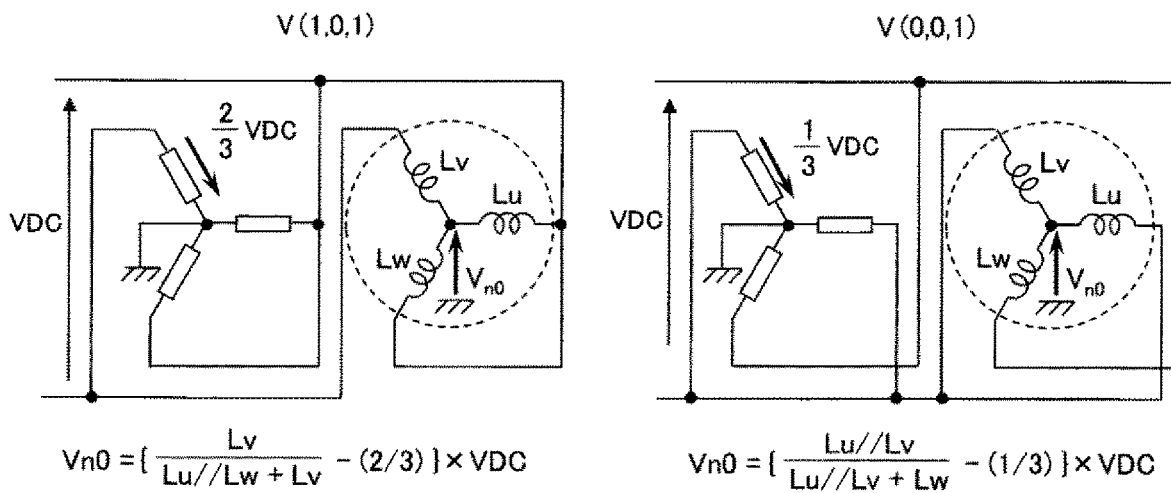 V(1,0,1)
2/3 VDC
VDC
Lv
Lu
Lw
Vn0
Vn0 = { Lv / Lu//Lw + Lv - (2/3) } × VDC
V(0,0,1)
1/3 VDC
VDC
Lv
Lu
Lw
Vn0
Vn0 = { Lu//Lv / Lu//Lv + Lw - (1/3) } × VDC